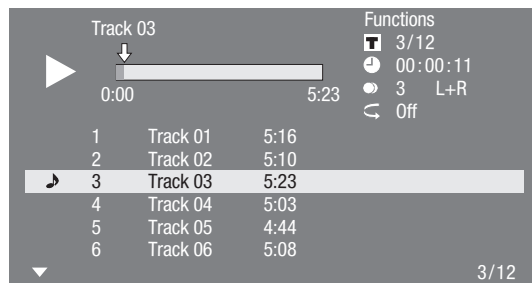 Track 03
0:00 5:23
Functions
T 3/12
00:00:11
3 L+R
Off
1 Track 01 5:16
2 Track 02 5:10
3 Track 03 5:23
4 Track 04 5:03
5 Track 05 4:44
6 Track 06 5:08
3/12